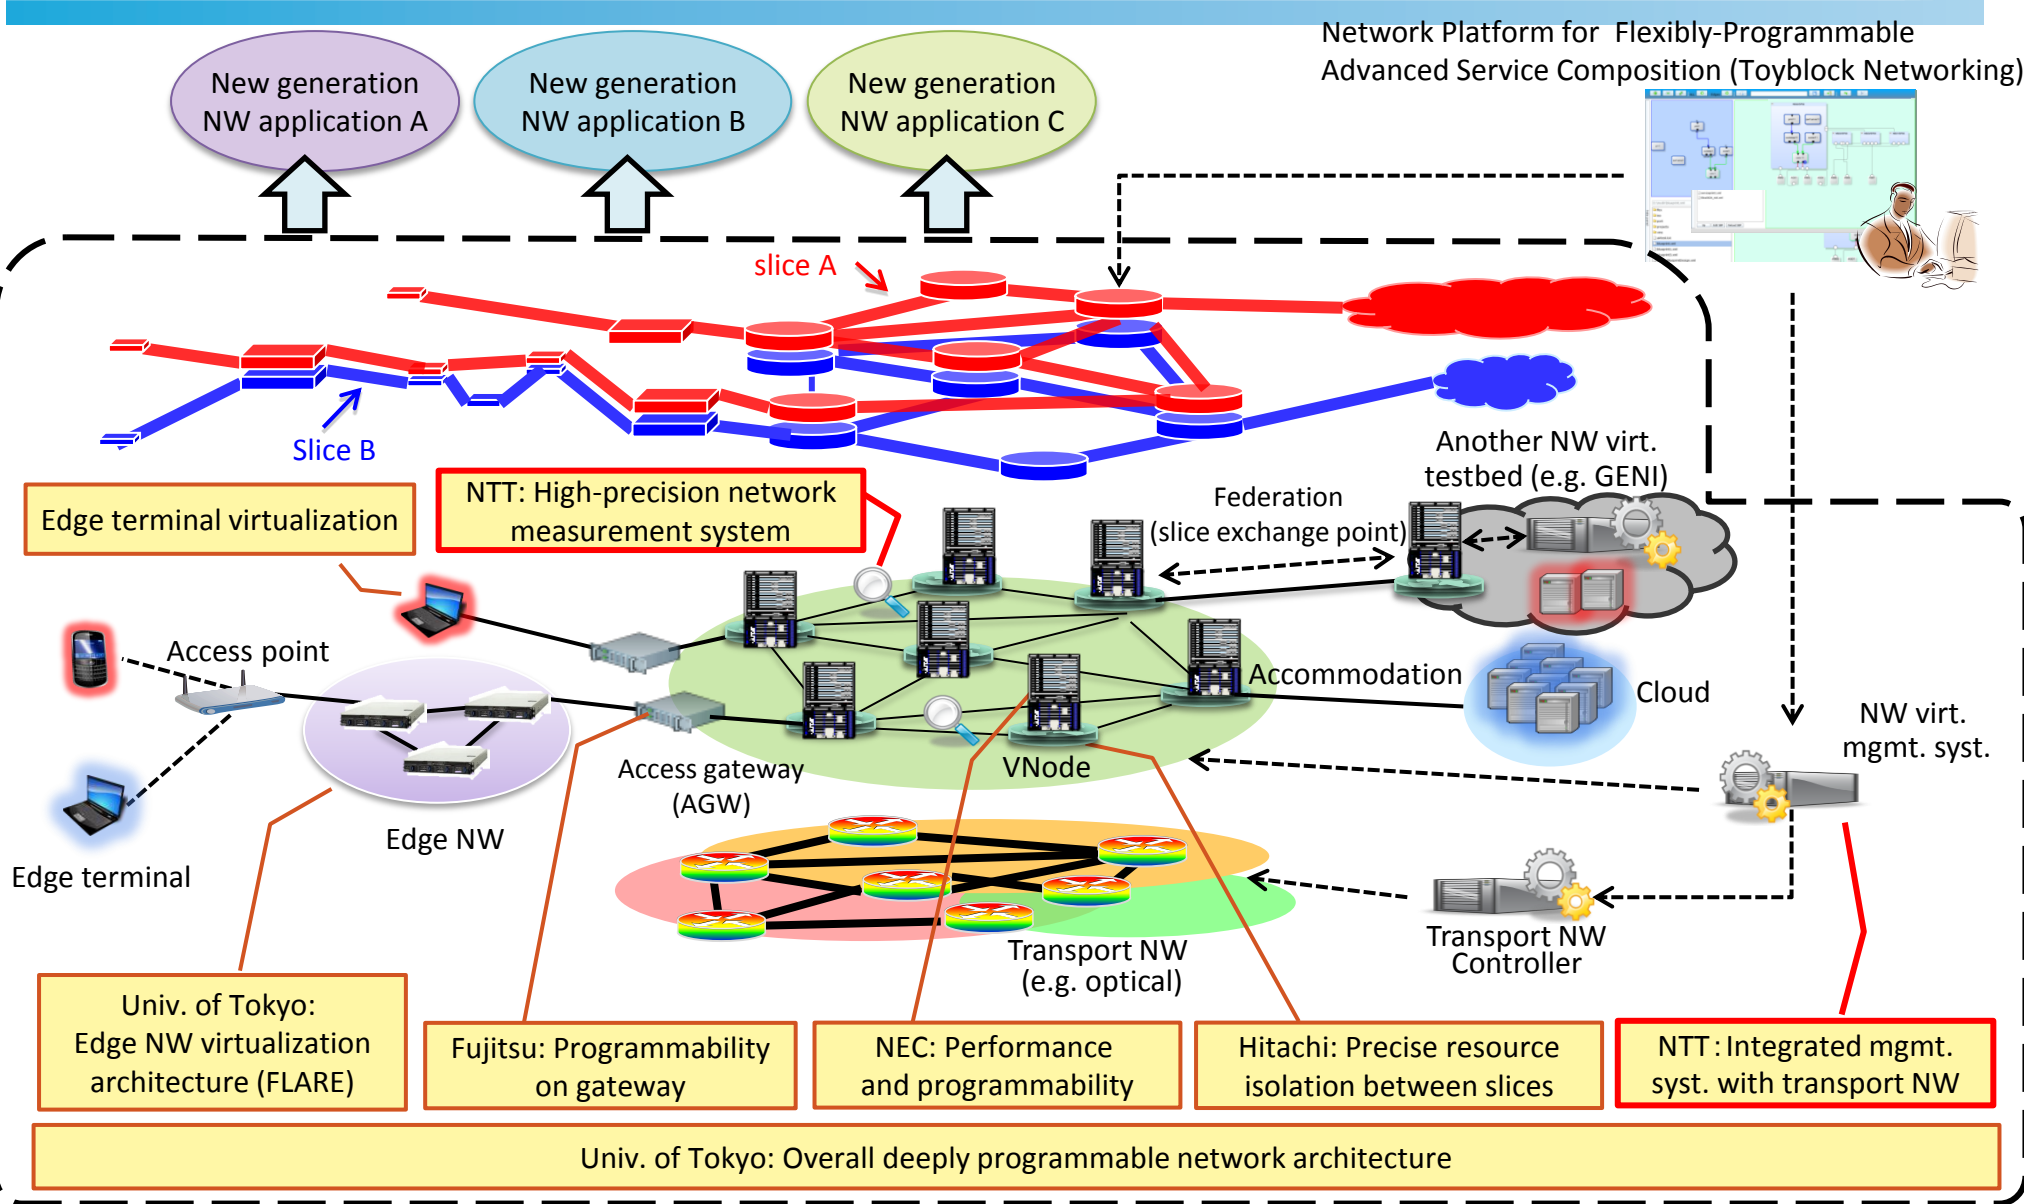 Network Platform for Flexibly-Programmable
Advanced Service Composition (Toyblock Networking)
New generation
NW application A
New generation
NW application B
New generation
NW application C
slice A
Slice B
Another NW virt.
testbed (e.g. GENI)
Edge terminal virtualization
NTT: High-precision network
measurement system
Federation
(slice exchange point)
Access point
Accommodation
Cloud
NW virt.
mgmt. syst.
Access gateway
(AGW)
VNode
Edge NW
Edge terminal
Transport NW
(e.g. optical)
Transport NW
Controller
Univ. of Tokyo:
Edge NW virtualization
architecture (FLARE)
Fujitsu: Programmability
on gateway
NEC: Performance
and programmability
Hitachi: Precise resource
isolation between slices
NTT : Integrated mgmt.
syst. with transport NW
Univ. of Tokyo: Overall deeply programmable network architecture